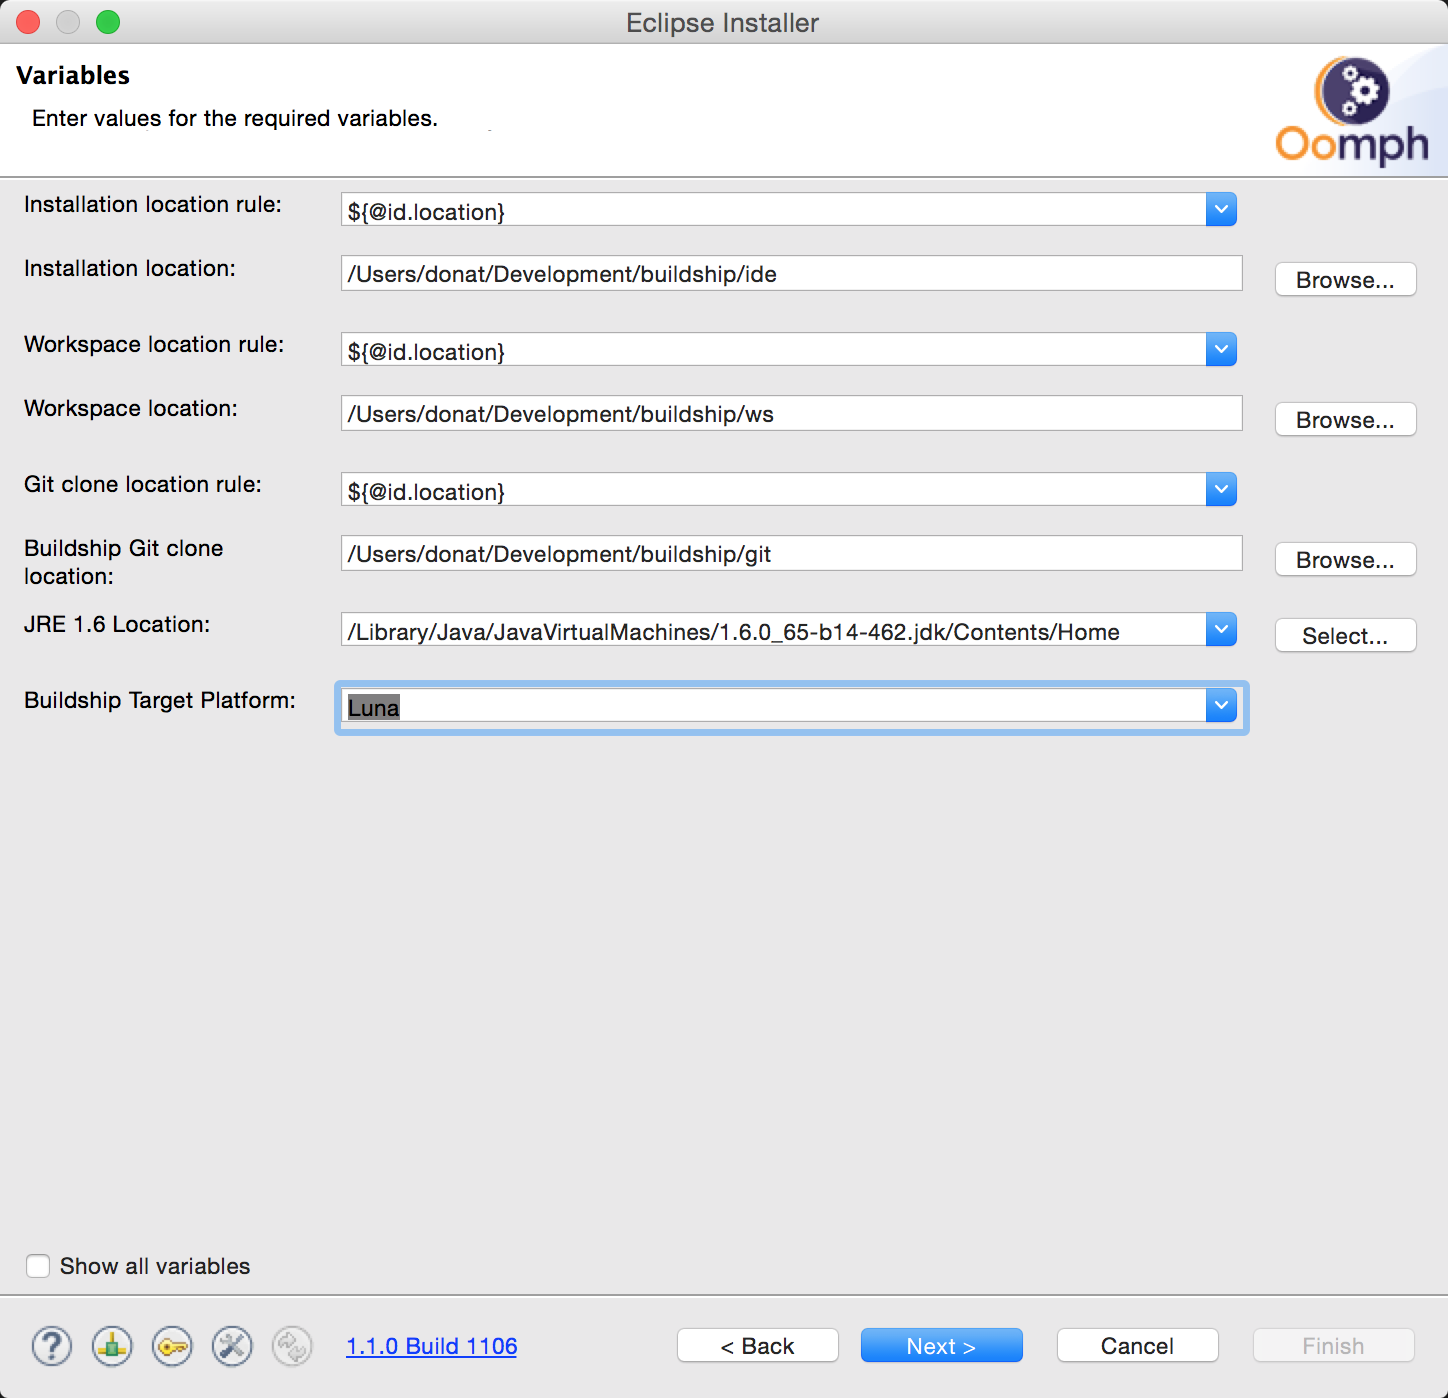 Eclipse Installer
Variables
Enter values for the required variables.
Oomph
Installation location rule:
${@id.location}
Installation location:
/Users/donat/Development/buildship/ide
Browse...
Workspace location rule:
${@id.location}
Workspace location:
/Users/donat/Development/buildship/ws
Browse...
Git clone location rule:
${@id.location}
Buildship Git clone
location:
/Users/donat/Development/buildship/git
Browse...
JRE 1.6 Location:
/Library/Java/JavaVirtualMachines/1.6.0_65-b14-462.jdk/Contents/Home
Select...
Buildship Target Platform:
Luna
Show all variables
?
1.1.0 Build 1106
< Back
Next >
Cancel
Finish